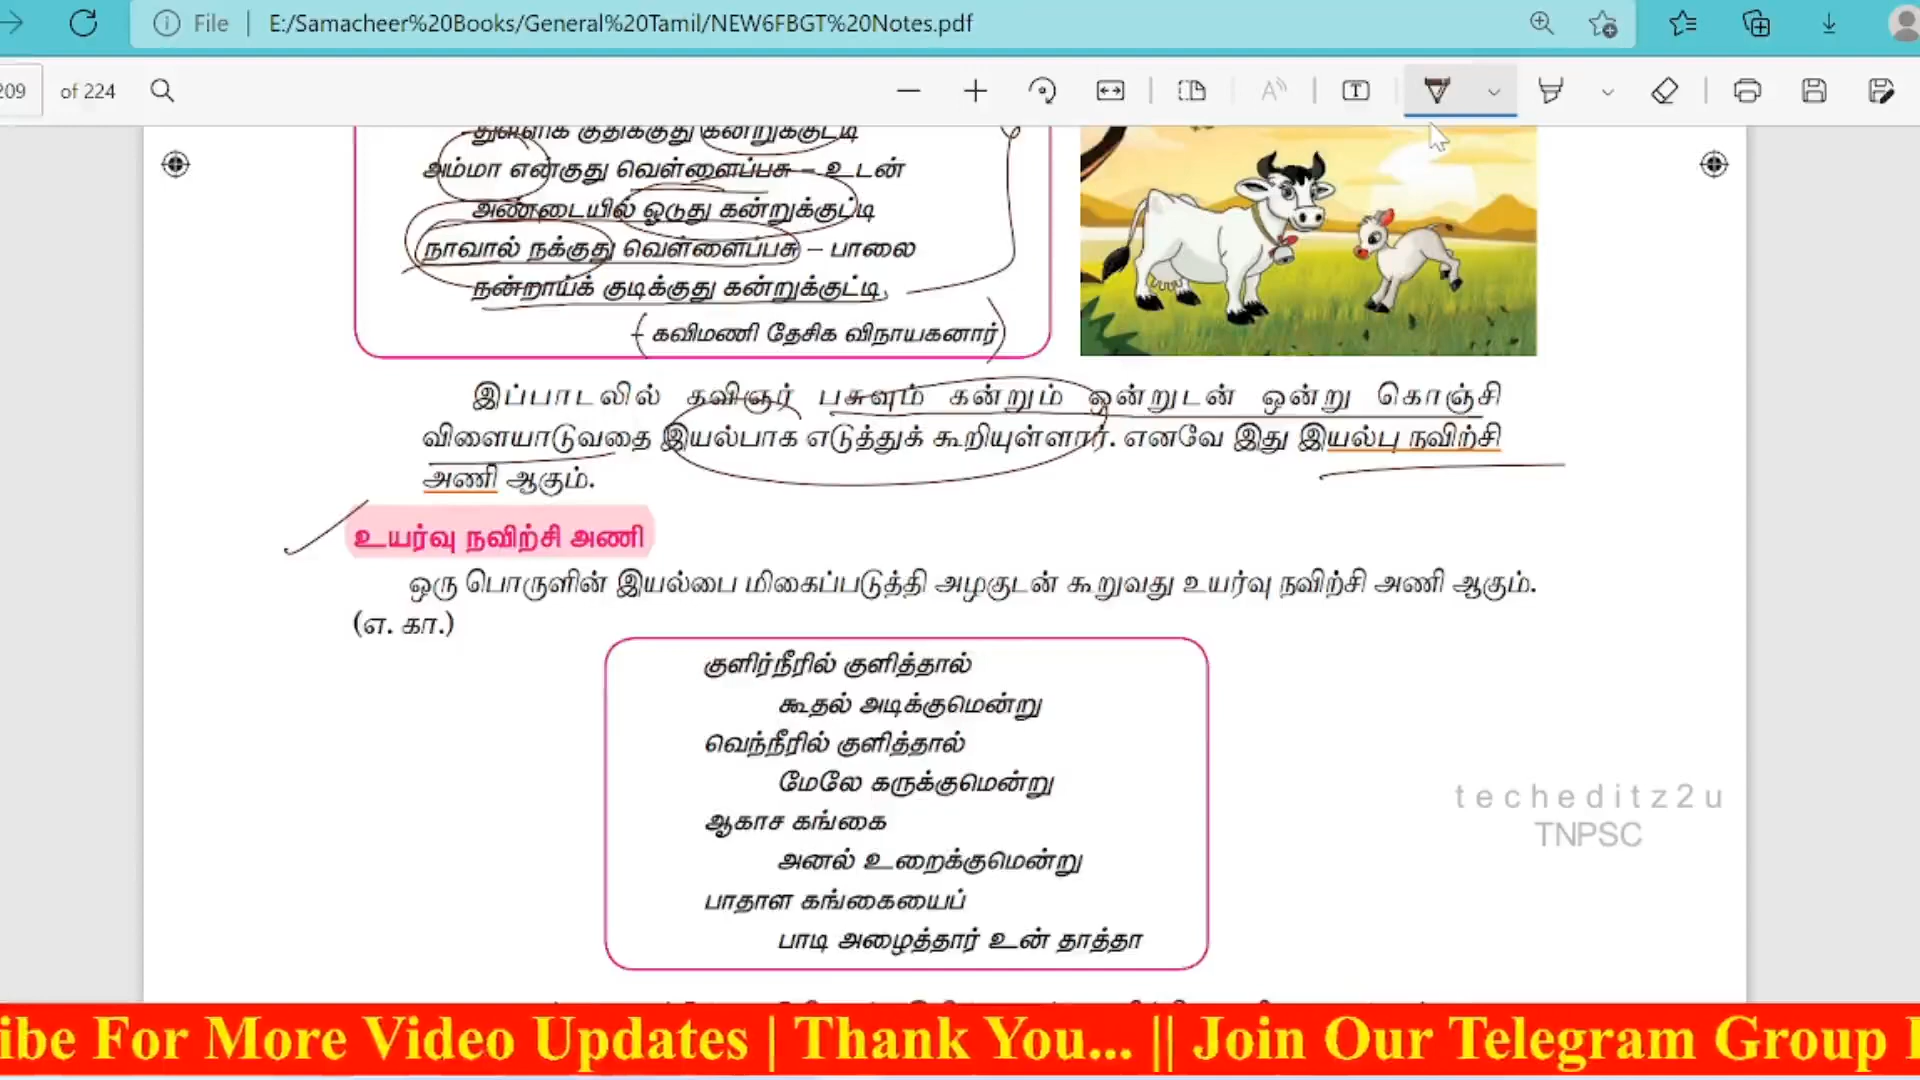 File
E:/Samacheer%20Books/General%20Tamil/NEW6FBGT%20Notes.pdf
209 of 224
துள்ளிக் குதிக்குது கன்றுக்குட்டி
அம்மா என்குது வெள்ளைப்பசு – உடன்
அண்டையில் ஓடுது கன்றுக்குட்டி
நாவால் நக்குது வெள்ளைப்பசு – பாலை
நன்றாய்க் குடிக்குது கன்றுக்குட்டி.
– கவிமணி தேசிக விநாயகனார்
இப்பாடலில் கவிஞர் பசுவும் கன்றும் ஒன்றுடன் ஒன்று கொஞ்சி
விளையாடுவதை இயல்பாக எடுத்துக் கூறியுள்ளார். எனவே இது இயல்பு நவிற்சி
அணி ஆகும்.
உயர்வு நவிற்சி அணி
ஒரு பொருளின் இயல்பை மிகைப்படுத்தி அழகுடன் கூறுவது உயர்வு நவிற்சி அணி ஆகும்.
(எ. கா.)
குளிர்நீரில் குளித்தால்
கூதல் அடிக்குமென்று
வெந்நீரில் குளித்தால்
மேலே கருக்குமென்று
ஆகாச கங்கை
அனல் உறைக்குமென்று
பாதாள கங்கையைப்
பாடி அழைத்தார் உன் தாத்தா
techeditz2u
TNPSC
ibe For More Video Updates | Thank You... || Join Our Telegram Group